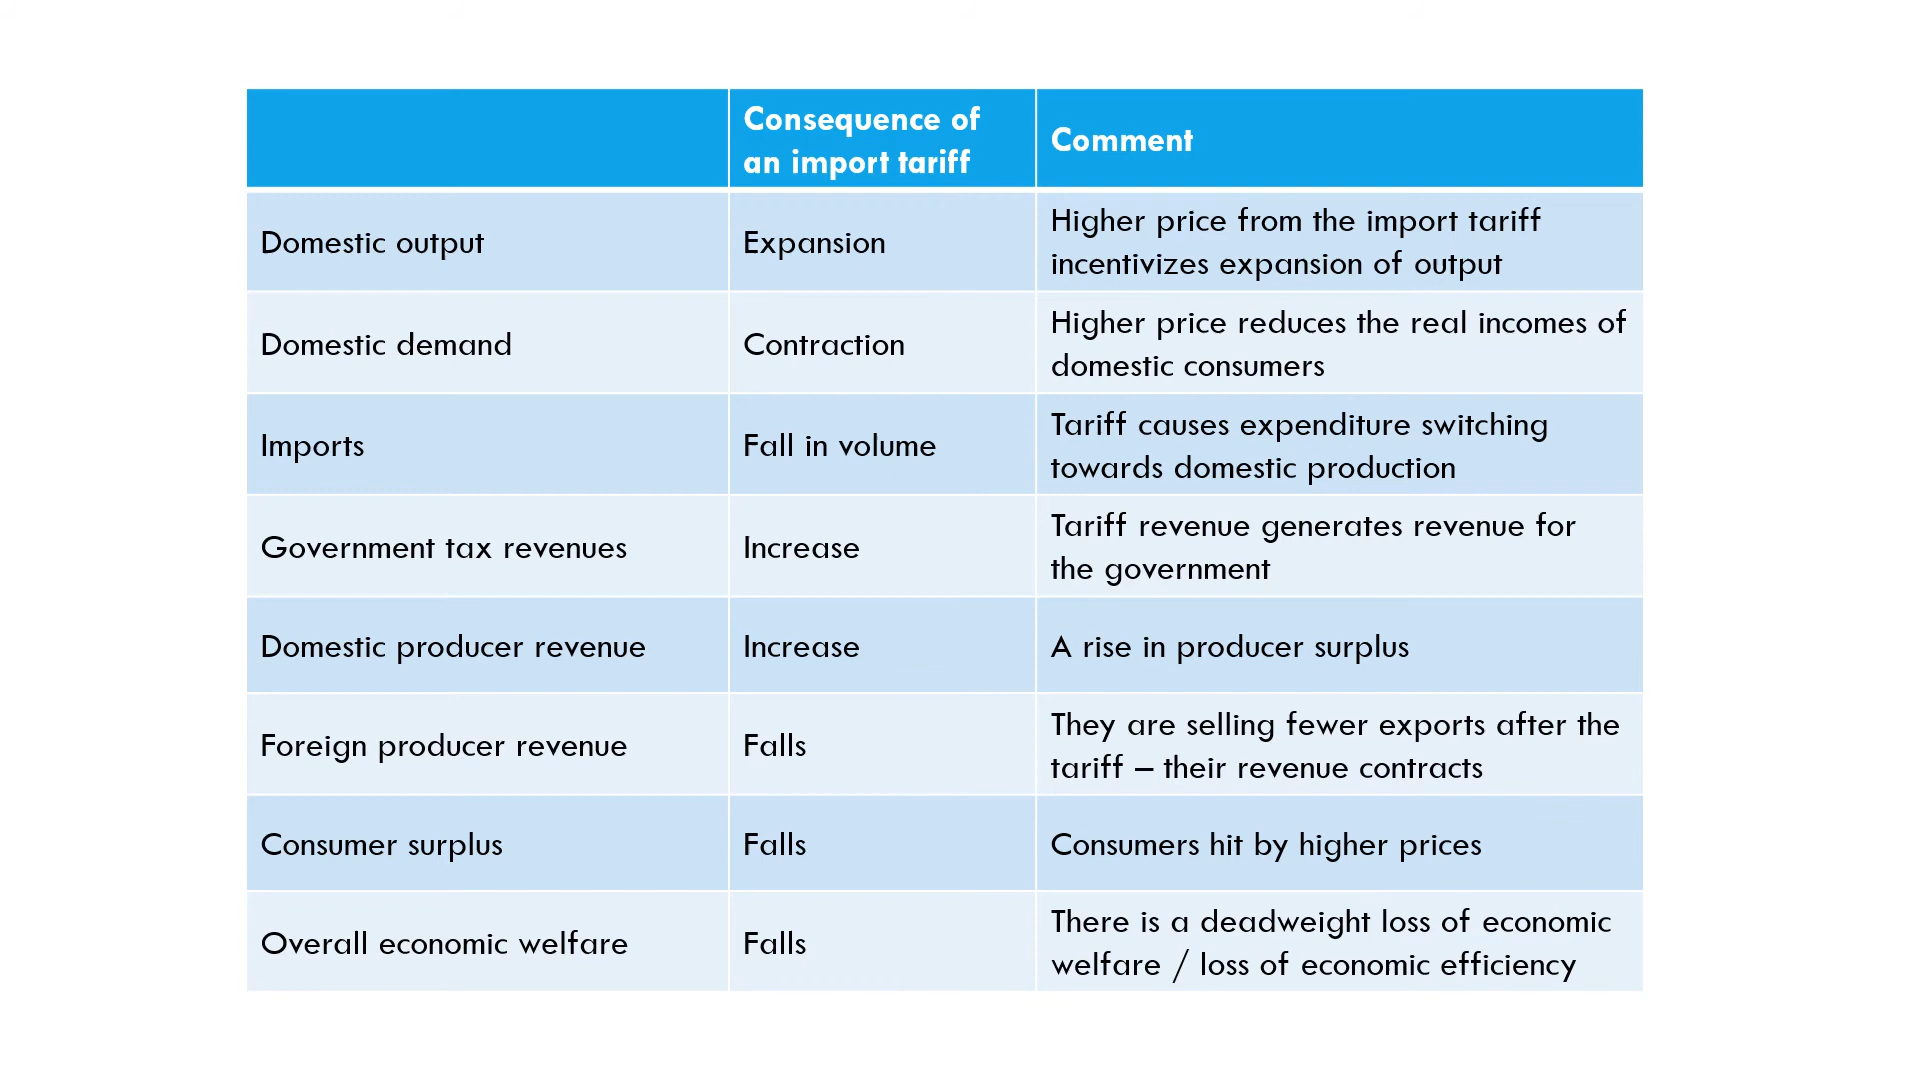 Consequence of
an import tariff
Comment
Domestic output
Expansion
Higher price from the import tariff
incentivizes expansion of output
Domestic demand
Contraction
Higher price reduces the real incomes of
domestic consumers
Imports
Fall in volume
Tariff causes expenditure switching
towards domestic production
Government tax revenues
Increase
Tariff revenue generates revenue for
the government
Domestic producer revenue
Increase
A rise in producer surplus
Foreign producer revenue
Falls
They are selling fewer exports after the
tariff – their revenue contracts
Consumer surplus
Falls
Consumers hit by higher prices
Overall economic welfare
Falls
There is a deadweight loss of economic
welfare / loss of economic efficiency